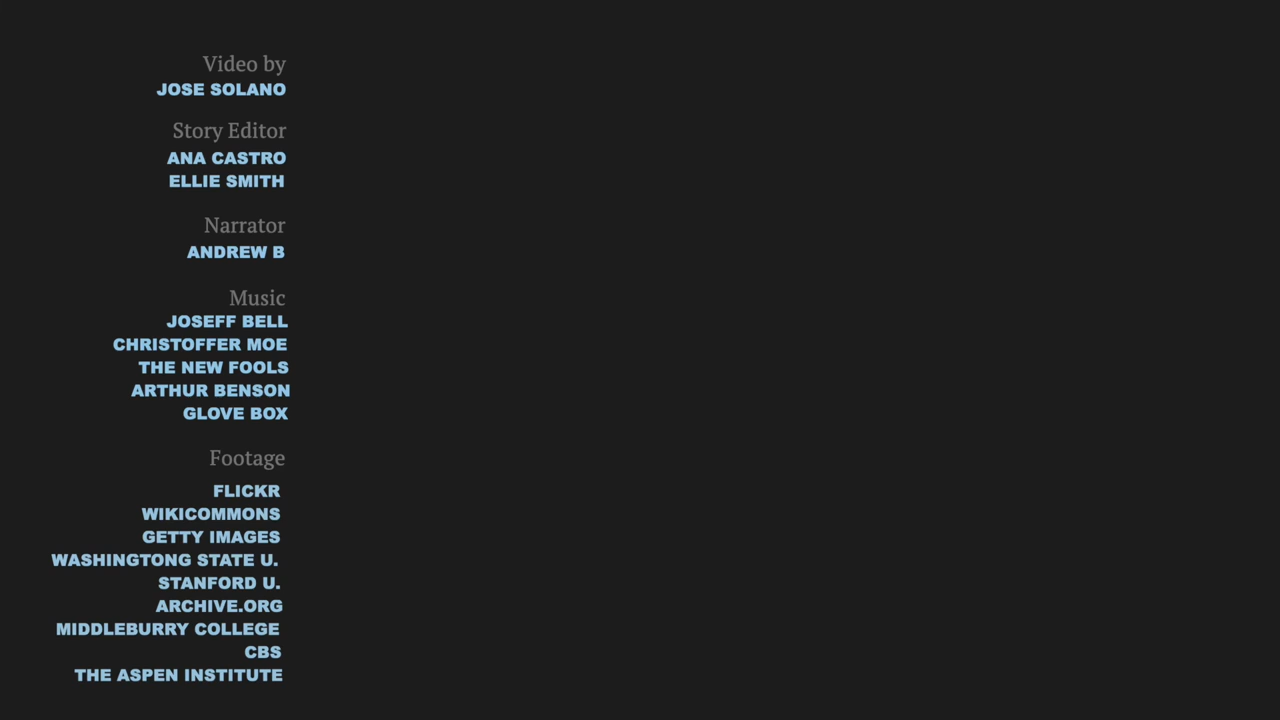 Video by
JOSE SOLANO
Story Editor
ANA CASTRO
ELLIE SMITH
Narrator
ANDREW B
Music
JOSEFF BELL
CHRISTOFFER MOE
THE NEW FOOLS
ARTHUR BENSON
GLOVE BOX
Footage
FLICKR
WIKICOMMONS
GETTY IMAGES
WASHINGTONG STATE U.
STANFORD U.
ARCHIVE.ORG
MIDDLEBURRY COLLEGE
CBS
THE ASPEN INSTITUTE